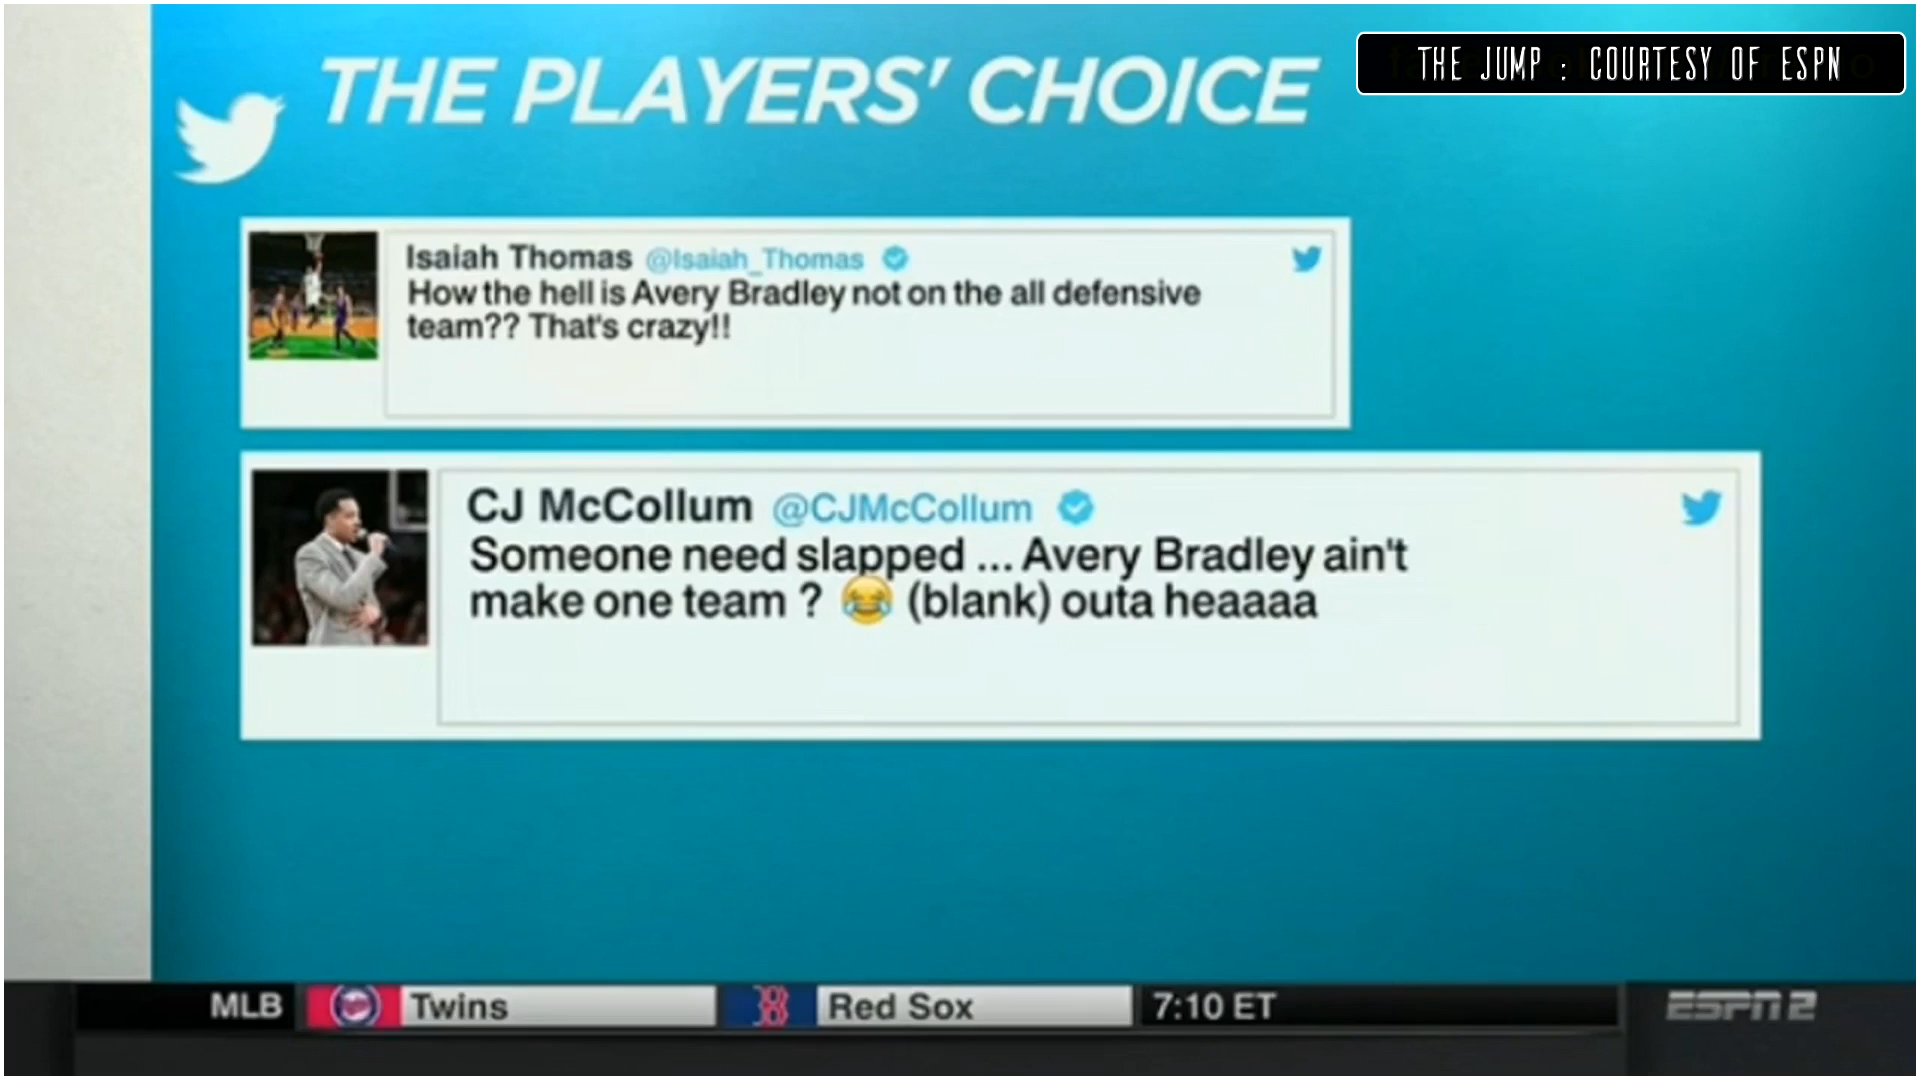 THE PLAYERS' CHOICE
THE JUMP : COURTESY OF ESPN
Isaiah Thomas @Isaiah_Thomas
How the hell is Avery Bradley not on the all defensive
team?? That's crazy!!
CJ McCollum @CJMcCollum
Someone need slapped ... Avery Bradley ain't
make one team ? 😂 (blank) outa heaaaa
MLB Twins B Red Sox 7:10 ET ESPN2